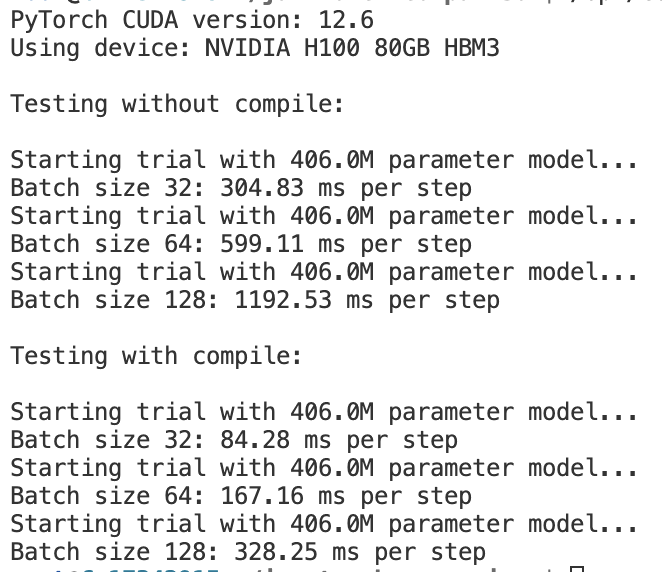 PyTorch CUDA version: 12.6
Using device: NVIDIA H100 80GB HBM3
Testing without compile:
Starting trial with 406.0M parameter model...
Batch size 32: 304.83 ms per step
Starting trial with 406.0M parameter model...
Batch size 64: 599.11 ms per step
Starting trial with 406.0M parameter model...
Batch size 128: 1192.53 ms per step
Testing with compile:
Starting trial with 406.0M parameter model...
Batch size 32: 84.28 ms per step
Starting trial with 406.0M parameter model...
Batch size 64: 167.16 ms per step
Starting trial with 406.0M parameter model...
Batch size 128: 328.25 ms per step